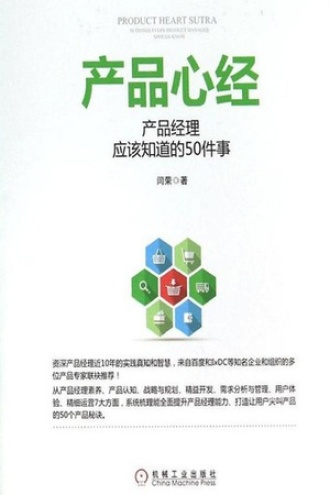 PRODUCT HEART SUTRA
产品心经
产品经理
应该知道的50件事
闫荣◎著
资深产品经理近10年的实践真知和智慧，来自百度和IxDC等知名企业和组织的多
位产品专家联袂推荐！
从产品经理素养、产品认知、战略与规划、精益开发、需求分析与管理、用户体
验、精细运营7大方面，系统梳理能全面提升产品经理能力、打造让用户尖叫产品
的50个产品秘诀。
机械工业出版社
China Machine Press